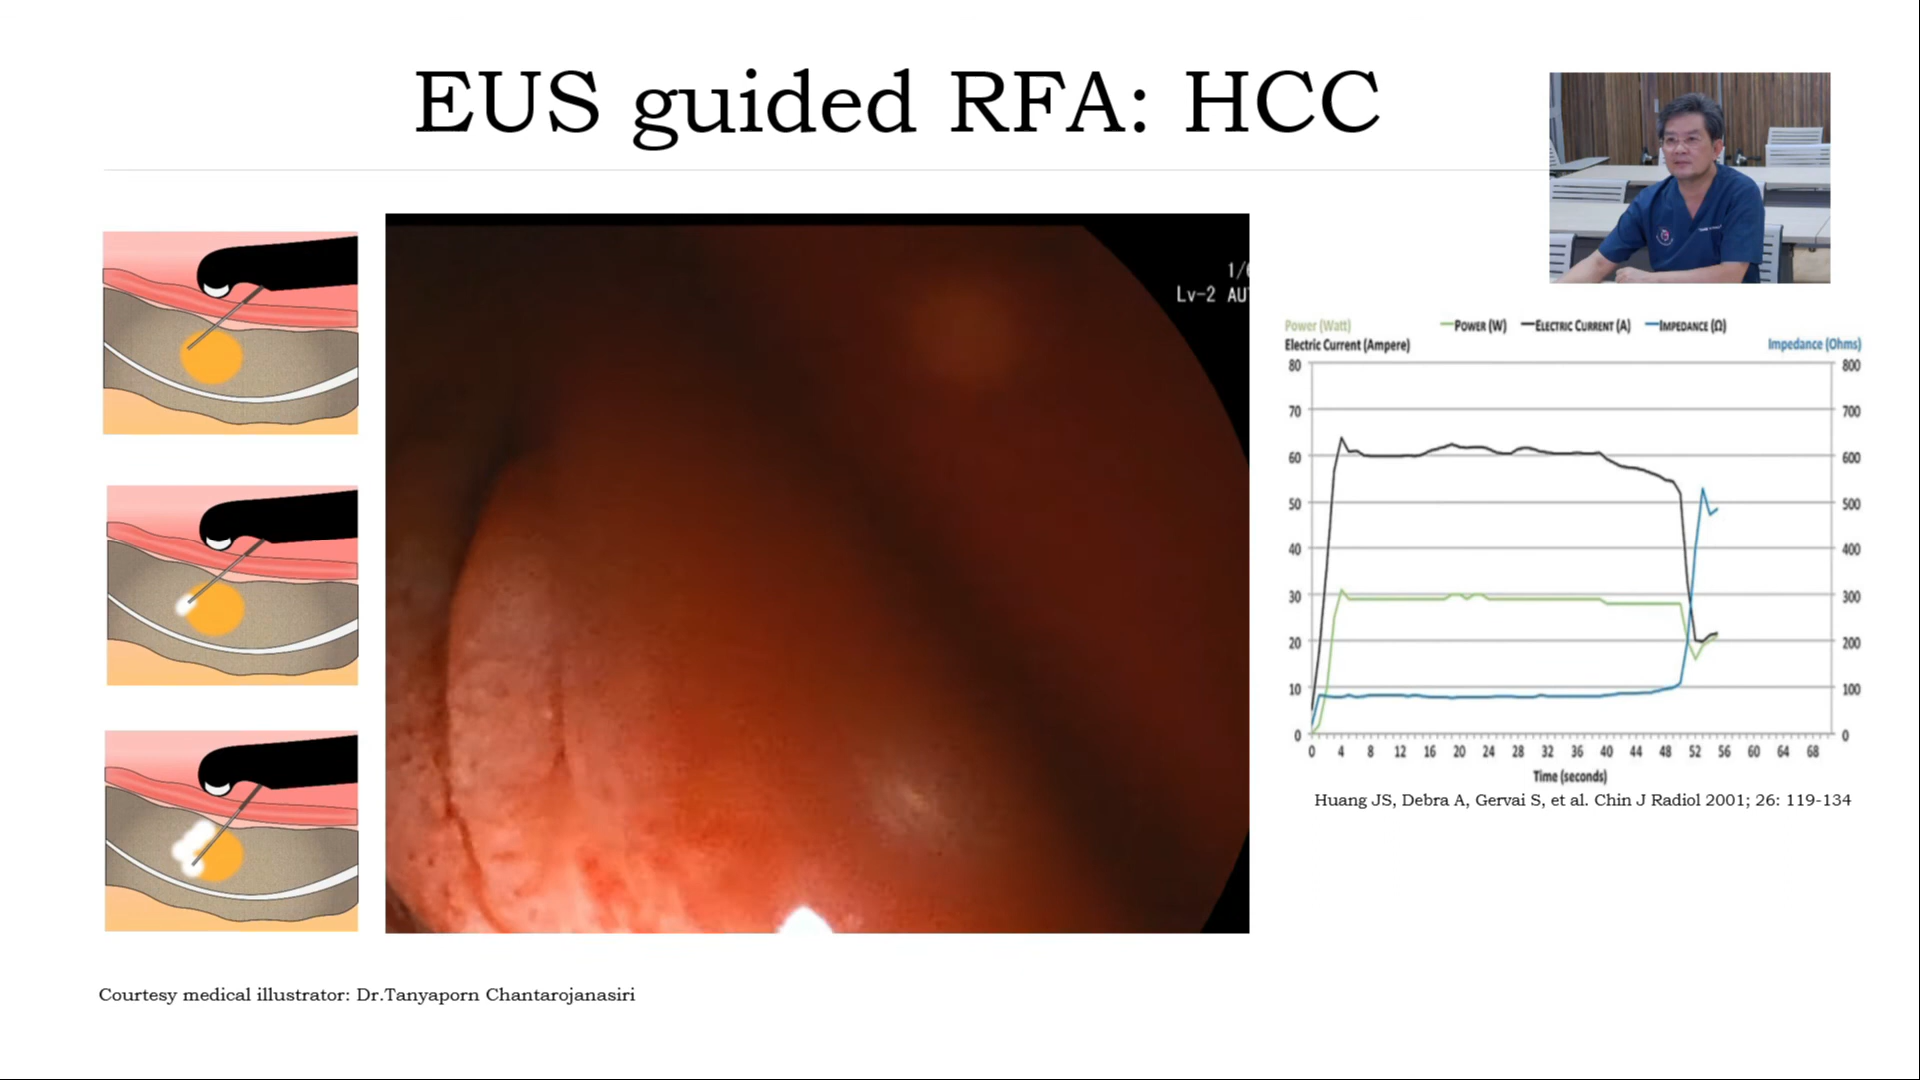 EUS guided RFA: HCC
1/
Lv-2 AU
Power (Watt)
POWER (W) ELECTRIC CURRENT (A) IMPEDANCE (Ω)
Electric Current (Ampere)
Impedance (Ohms)
80 800
70 700
60 600
50 500
40 400
30 300
20 200
10 100
0 0
0 4 8 12 16 20 24 28 32 36 40 44 48 52 56 60 64 68
Time (seconds)
Huang JS, Debra A, Gervai S, et al. Chin J Radiol 2001; 26: 119-134
Courtesy medical illustrator: Dr.Tanyaporn Chantarojanasiri